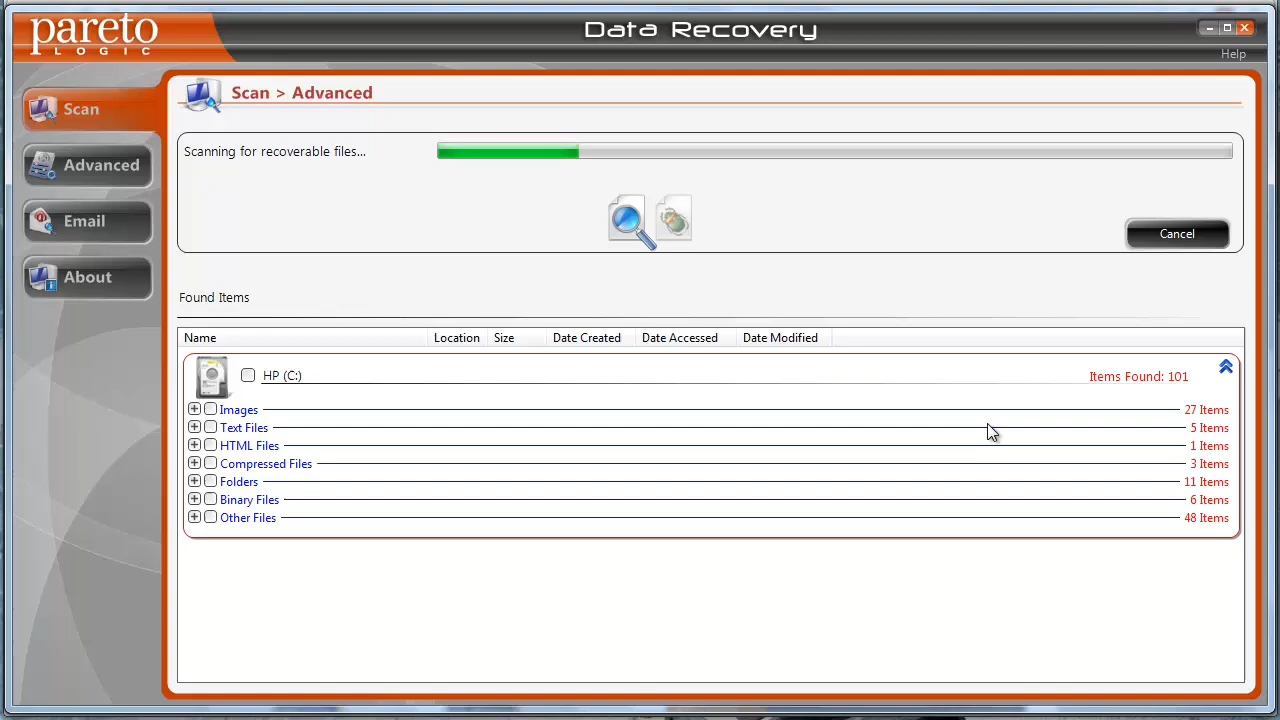 pareto
LOGIC
Data Recovery
Help
Scan
Advanced
Email
About
Scan > Advanced
Scanning for recoverable files...
Cancel
Found Items
Name Location Size Date Created Date Accessed Date Modified
HP (C:) Items Found: 101
Images 27 Items
Text Files 5 Items
HTML Files 1 Items
Compressed Files 3 Items
Folders 11 Items
Binary Files 6 Items
Other Files 48 Items